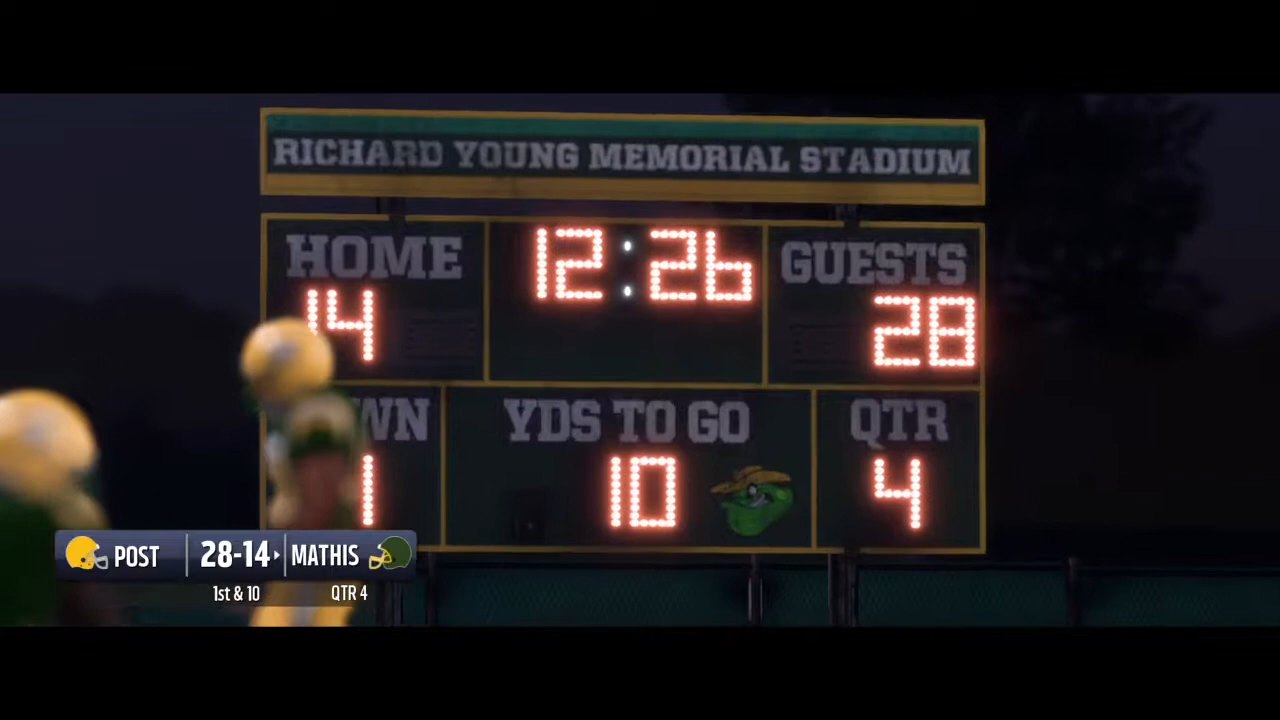 RICHARD YOUNG MEMORIAL STADIUM
HOME 12:26 GUESTS
14 28
WN YDS TO GO QTR
1 10 4
POST 28-14 MATHIS
1st & 10 QTR 4